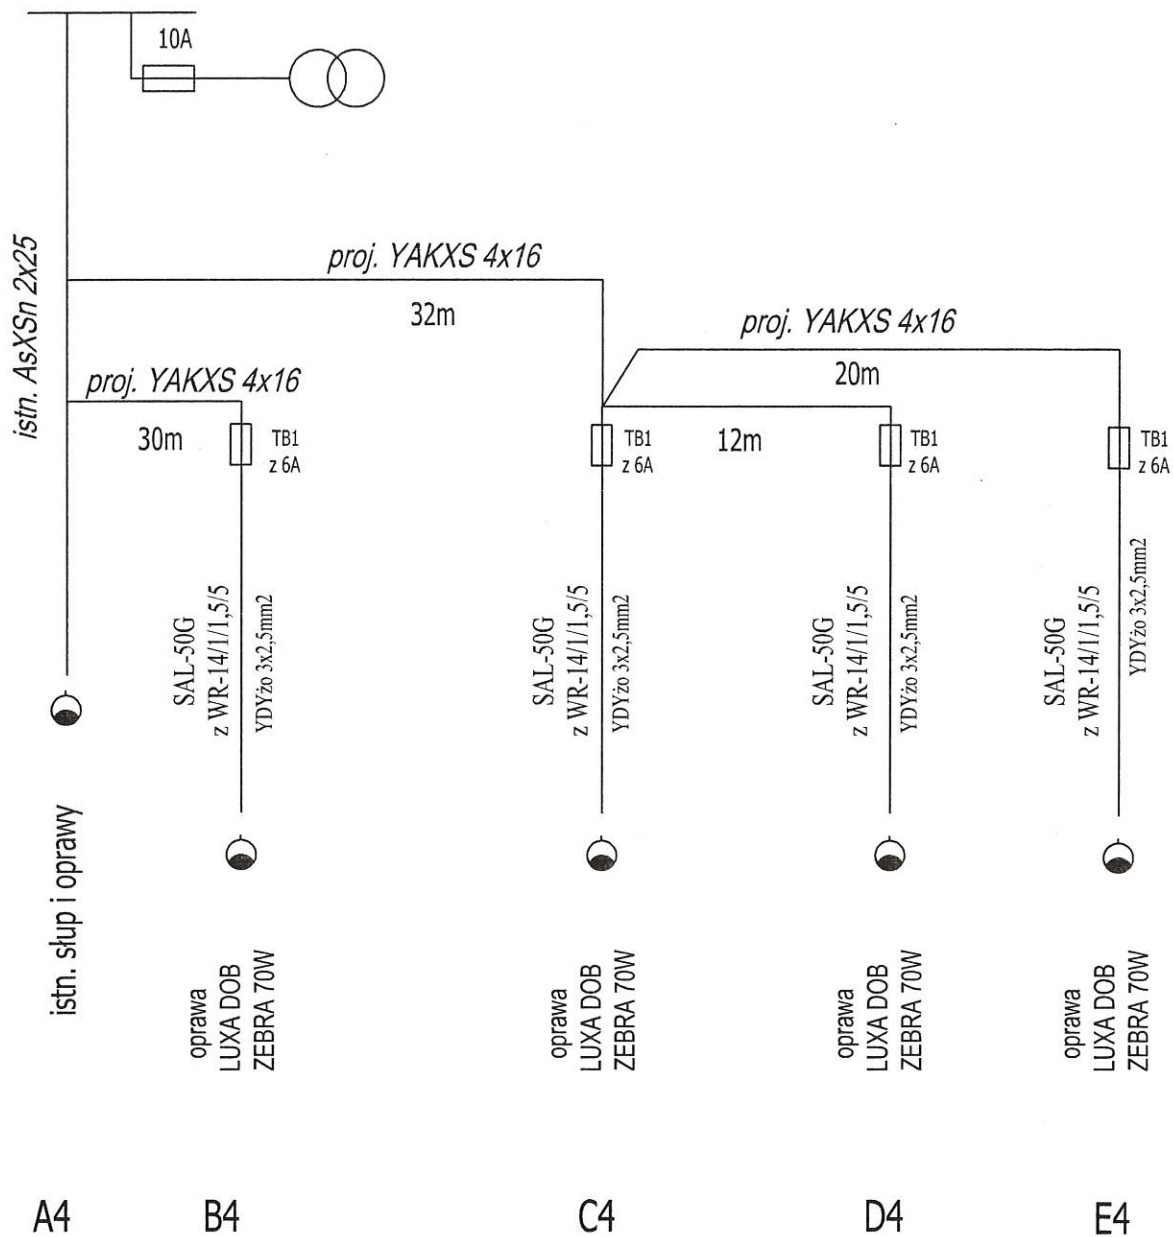 10A
istn. AsXSn 2x25
proj. YAKXS 4x16
32m
proj. YAKXS 4x16
20m
proj. YAKXS 4x16
30m
12m
TB1
z 6A
TB1
z 6A
TB1
z 6A
TB1
z 6A
SAL-50G
z WR-14/1/1,5/5
YDYżo 3x2,5mm2
SAL-50G
z WR-14/1/1,5/5
YDYżo 3x2,5mm2
SAL-50G
z WR-14/1/1,5/5
YDYżo 3x2,5mm2
SAL-50G
z WR-14/1/1,5/5
YDYżo 3x2,5mm2
istn. słup i oprawy
oprawa
LUXA DOB
ZEBRA 70W
oprawa
LUXA DOB
ZEBRA 70W
oprawa
LUXA DOB
ZEBRA 70W
oprawa
LUXA DOB
ZEBRA 70W
A4
B4
C4
D4
E4